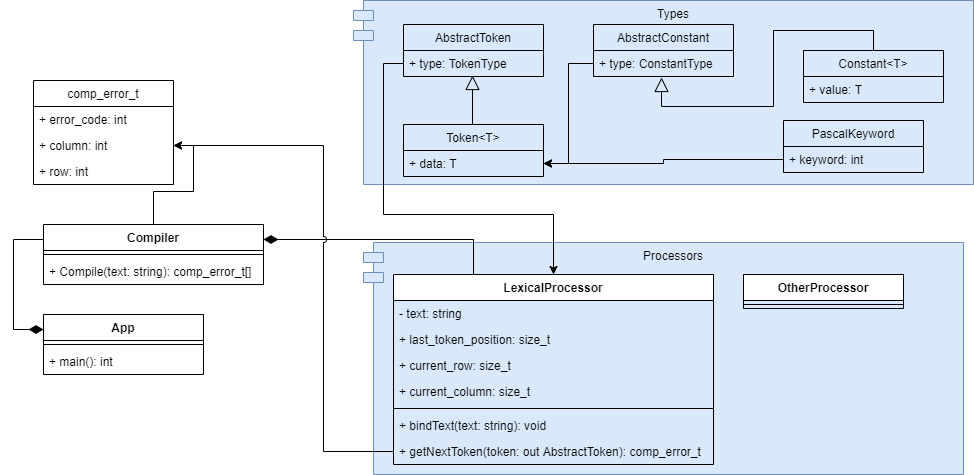 Types
AbstractToken
+ type: TokenType
AbstractConstant
+ type: ConstantType
Constant<T>
+ value: T
Token<T>
+ data: T
PascalKeyword
+ keyword: int
comp_error_t
+ error_code: int
+ column: int
+ row: int
Compiler
+ Compile(text: string): comp_error_t[]
App
+ main(): int
Processors
LexicalProcessor
- text: string
+ last_token_position: size_t
+ current_row: size_t
+ current_column: size_t
+ bindText(text: string): void
+ getNextToken(token: out AbstractToken): comp_error_t
OtherProcessor